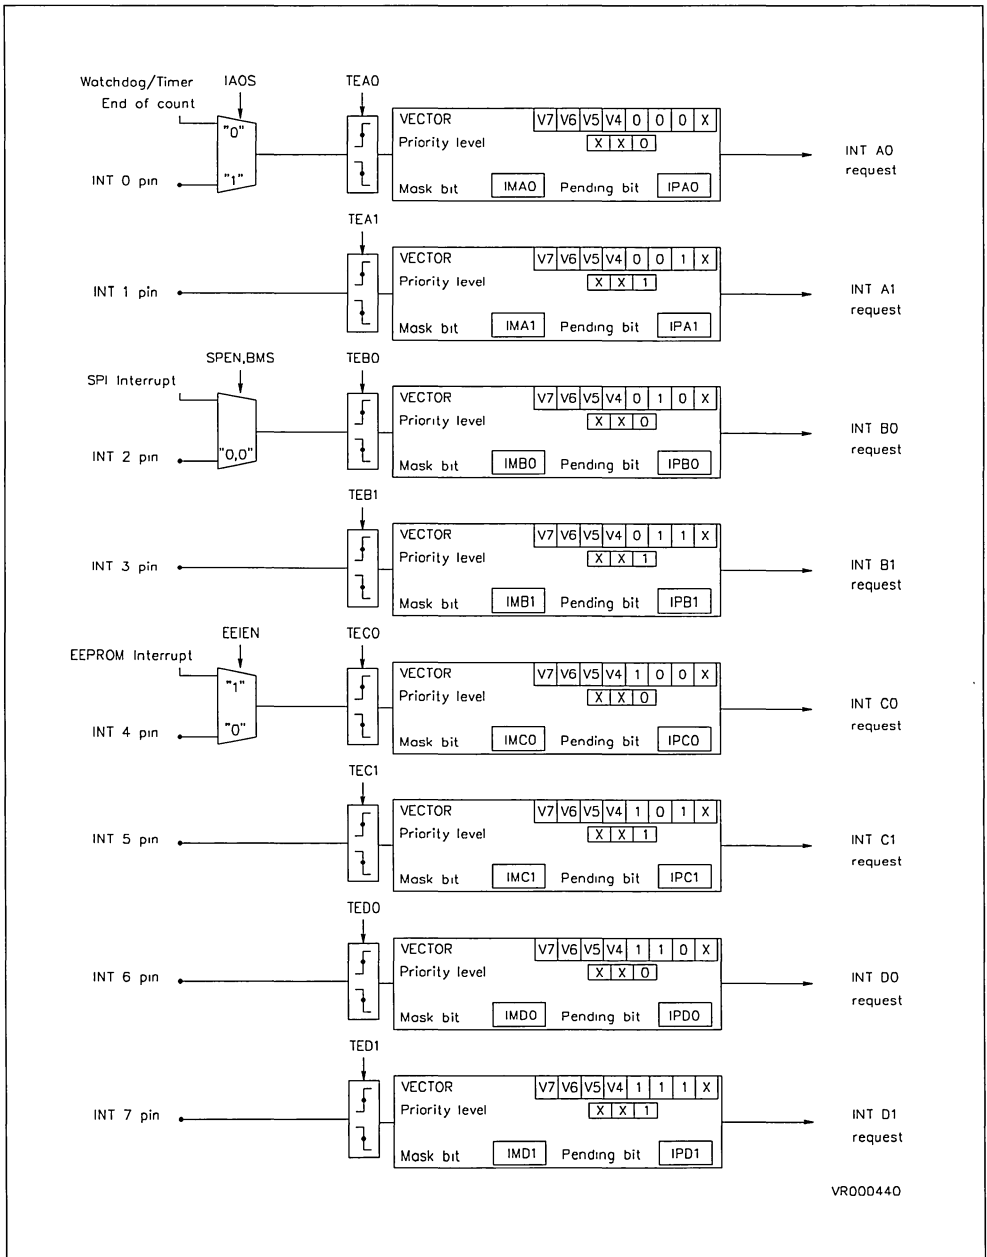 Watchdog/Timer IAOS TEA0
End of count
"0"
"1"
INT 0 pin
VECTOR V7 V6 V5 V4 0 0 0 X
Priority level X X 0
Mask bit IMA0 Pending bit IPA0
INT A0
request
TEA1
INT 1 pin
VECTOR V7 V6 V5 V4 0 0 1 X
Priority level X X 1
Mask bit IMA1 Pending bit IPA1
INT A1
request
SPEN,BMS TEB0
SPI Interrupt
"0,0"
INT 2 pin
VECTOR V7 V6 V5 V4 0 1 0 X
Priority level X X 0
Mask bit IMB0 Pending bit IPB0
INT B0
request
TEB1
INT 3 pin
VECTOR V7 V6 V5 V4 0 1 1 X
Priority level X X 1
Mask bit IMB1 Pending bit IPB1
INT B1
request
EEIEN TEC0
EEPROM Interrupt
"1"
"0"
INT 4 pin
VECTOR V7 V6 V5 V4 1 0 0 X
Priority level X X 0
Mask bit IMC0 Pending bit IPC0
INT C0
request
TEC1
INT 5 pin
VECTOR V7 V6 V5 V4 1 0 1 X
Priority level X X 1
Mask bit IMC1 Pending bit IPC1
INT C1
request
TED0
INT 6 pin
VECTOR V7 V6 V5 V4 1 1 0 X
Priority level X X 0
Mask bit IMD0 Pending bit IPD0
INT D0
request
TED1
INT 7 pin
VECTOR V7 V6 V5 V4 1 1 1 X
Priority level X X 1
Mask bit IMD1 Pending bit IPD1
INT D1
request
VR000440